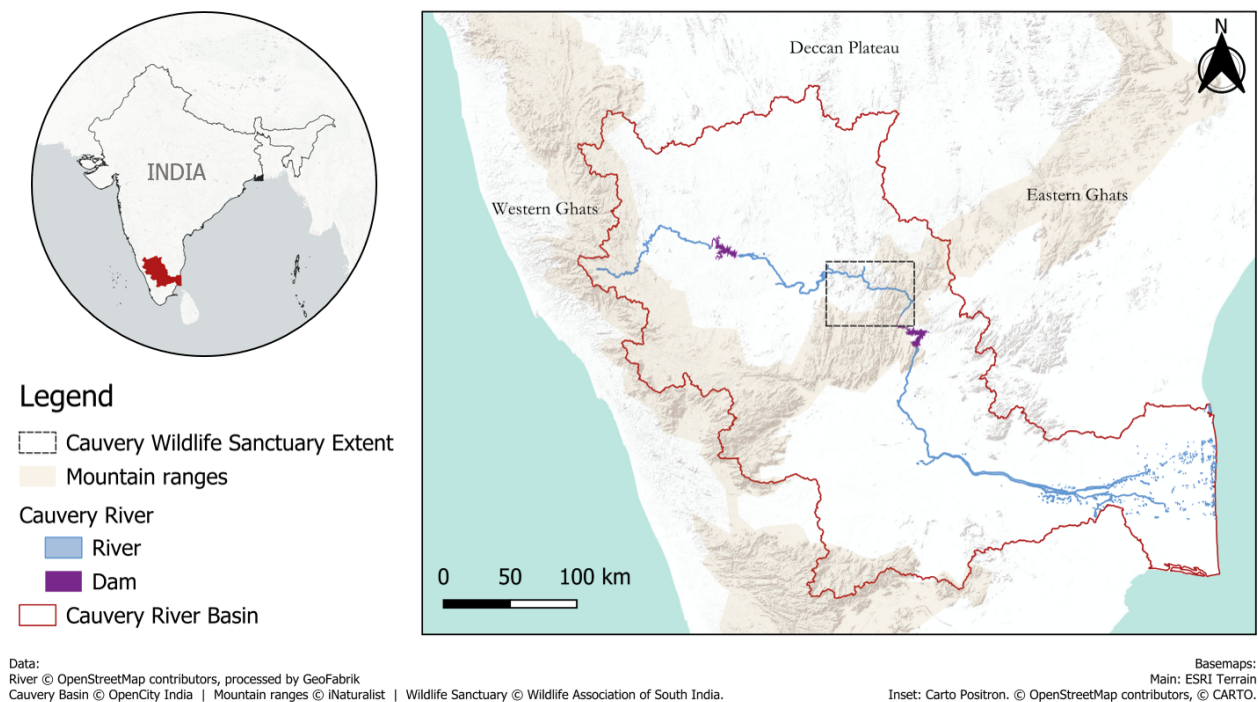 INDIA
Deccan Plateau
N
Western Ghats
Eastern Ghats
0 50 100 km
Legend
Cauvery Wildlife Sanctuary Extent
Mountain ranges
Cauvery River
River
Dam
Cauvery River Basin
Data:
River © OpenStreetMap contributors, processed by GeoFabrik
Cauvery Basin © OpenCity India | Mountain ranges © iNaturalist | Wildlife Sanctuary © Wildlife Association of South India.
Basemaps:
Main: ESRI Terrain
Inset: Carto Positron. © OpenStreetMap contributors, © CARTO.